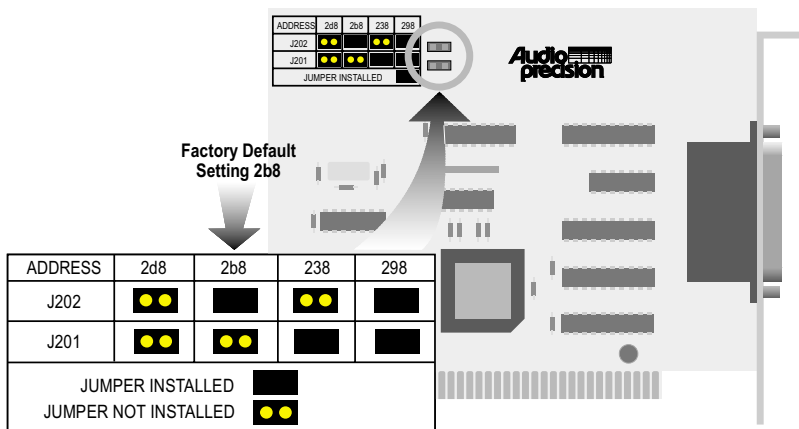 ADDRESS 2d8 2b8 238 298
J202
J201
JUMPER INSTALLED
Audio
precision
Factory Default
Setting 2b8
ADDRESS 2d8 2b8 238 298
J202
J201
JUMPER INSTALLED
JUMPER NOT INSTALLED